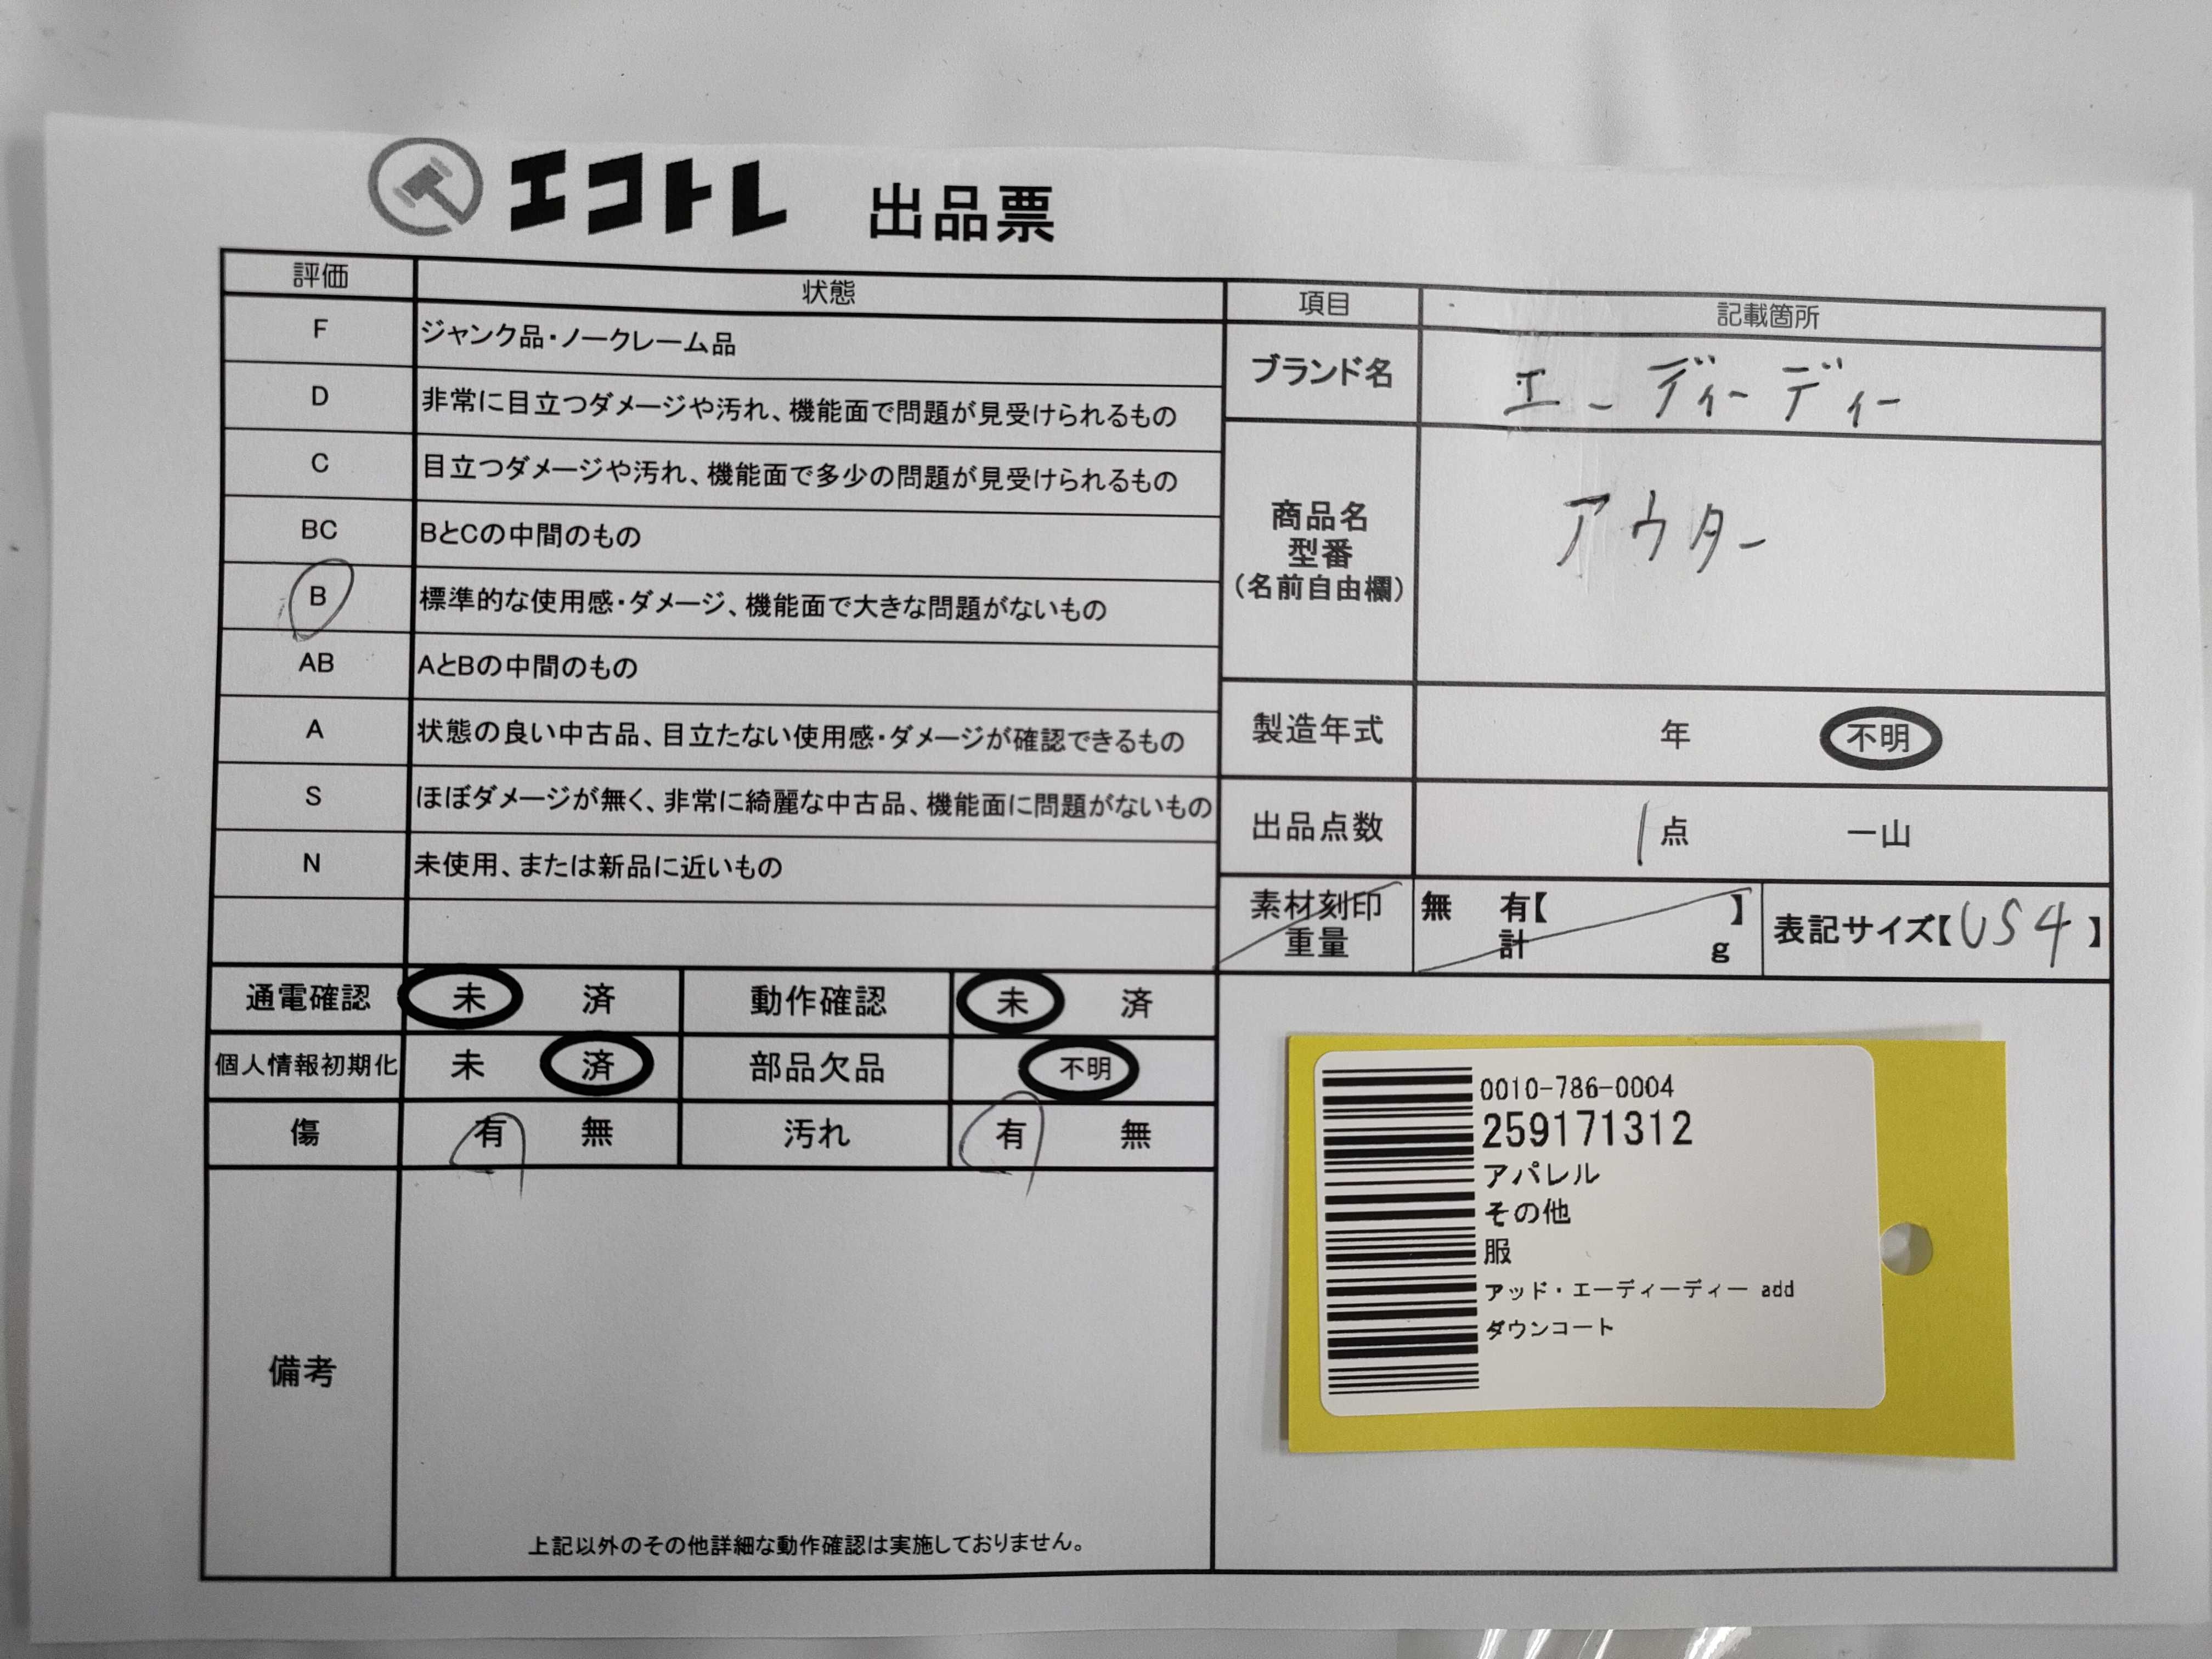 エコトレ 出品票
評価 状態
F ジャンク品・ノークレーム品
D 非常に目立つダメージや汚れ、機能面で問題が見受けられるもの
C 目立つダメージや汚れ、機能面で多少の問題が見受けられるもの
BC BとCの中間のもの
B 標準的な使用感・ダメージ、機能面で大きな問題がないもの
AB AとBの中間のもの
A 状態の良い中古品、目立たない使用感・ダメージが確認できるもの
S ほぼダメージが無く、非常に綺麗な中古品、機能面に問題がないもの
N 未使用、または新品に近いもの
項目 記載箇所
ブランド名 エーディーディー
商品名
型番
(名前自由欄)
アウター
製造年式 年 不明
出品点数 1点 一山
素材刻印 無 有【 】
重量 計 g
表記サイズ【US4】
通電確認 未 済 動作確認 未 済
個人情報初期化 未 済 部品欠品 不明
傷 有 無 汚れ 有 無
備考
上記以外のその他詳細な動作確認は実施しておりません。
0010-786-0004
259171312
アパレル
その他
服
アッド・エーディーディー add
ダウンコート